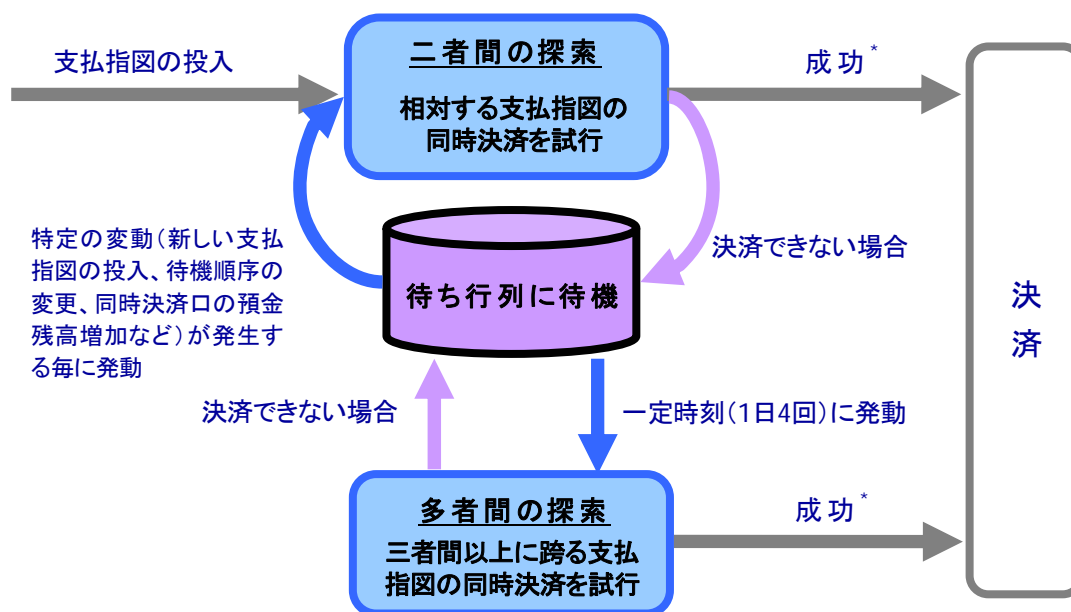 支払指図の投入
二者間の探索
相対する支払指図の
同時決済を試行
成功*
特定の変動(新しい支払
指図の投入、待機順序の
変更、同時決済口の預金
残高増加など)が発生す
る毎に発動
待ち行列に待機
決済できない場合
決済
決済できない場合
一定時刻(1日4回)に発動
多者間の探索
三者間以上に跨る支払
指図の同時決済を試行
成功*